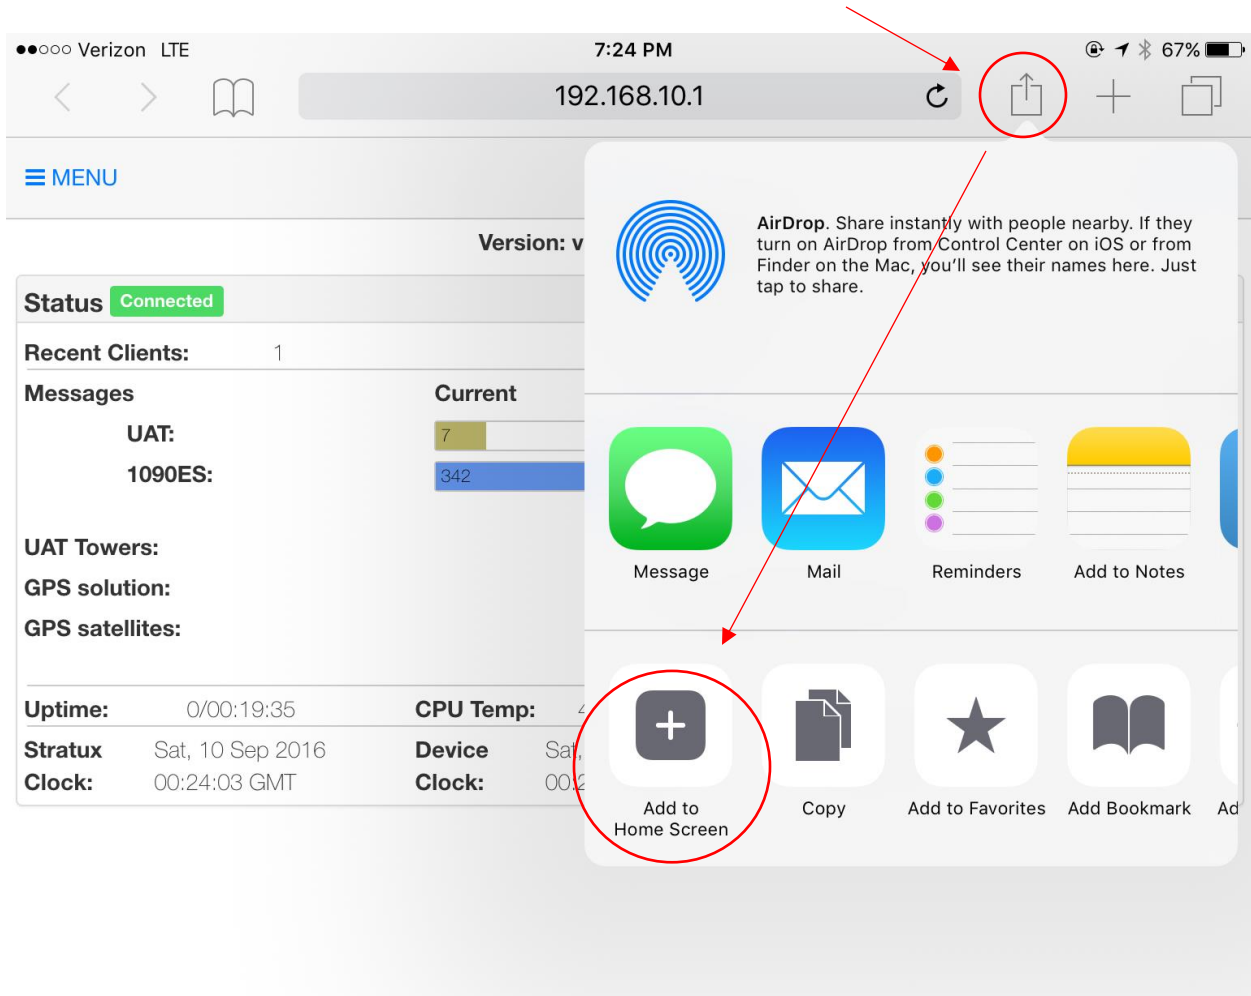 Verizon LTE 7:24 PM 67%
192.168.10.1
MENU
Version: v
Status Connected
Recent Clients: 1
Messages Current
UAT: 7
1090ES: 342
UAT Towers:
GPS solution:
GPS satellites:
Uptime: 0/00:19:35 CPU Temp: 4
Stratux Sat, 10 Sep 2016 Device Sat,
Clock: 00:24:03 GMT Clock: 00:2
AirDrop. Share instantly with people nearby. If they
turn on AirDrop from Control Center on iOS or from
Finder on the Mac, you’ll see their names here. Just
tap to share.
Message Mail Reminders Add to Notes
Add to Copy Add to Favorites Add Bookmark Ad
Home Screen